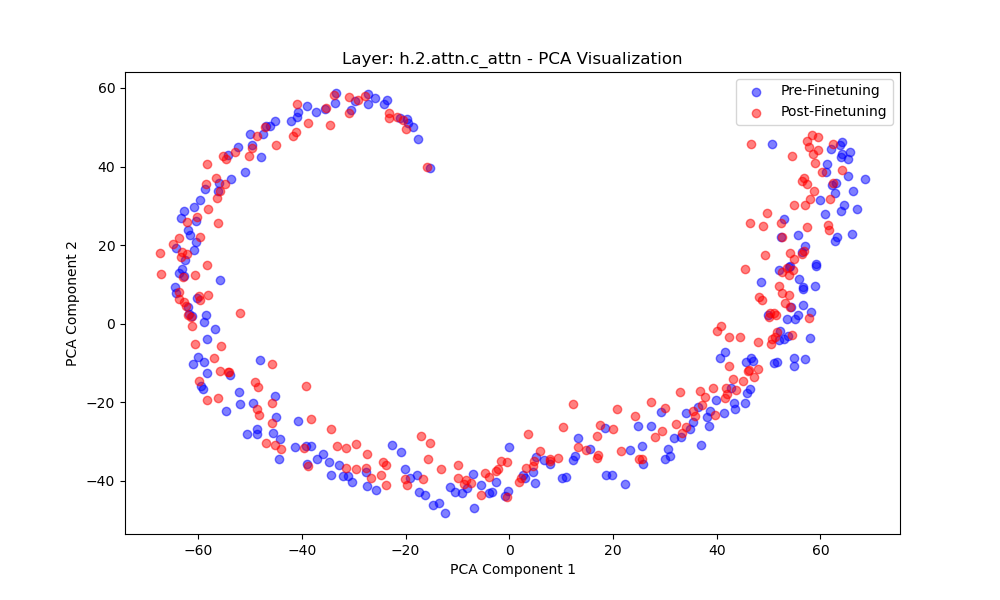 Layer: h.2.attn.c_attn - PCA Visualization
Pre-Finetuning
Post-Finetuning
PCA Component 2
60
40
20
0
−20
−40
−60
−40
−20
0
20
40
60
PCA Component 1